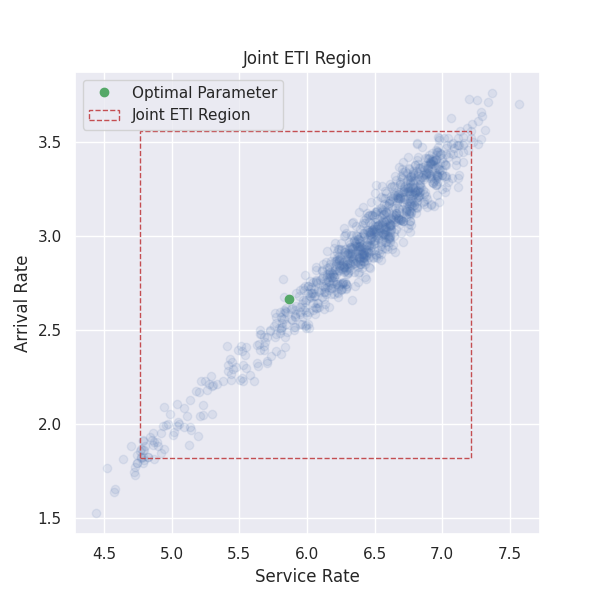 Joint ETI Region
Optimal Parameter
Joint ETI Region
3.5
3.0
2.5
2.0
1.5
Arrival Rate
4.5 5.0 5.5 6.0 6.5 7.0 7.5
Service Rate